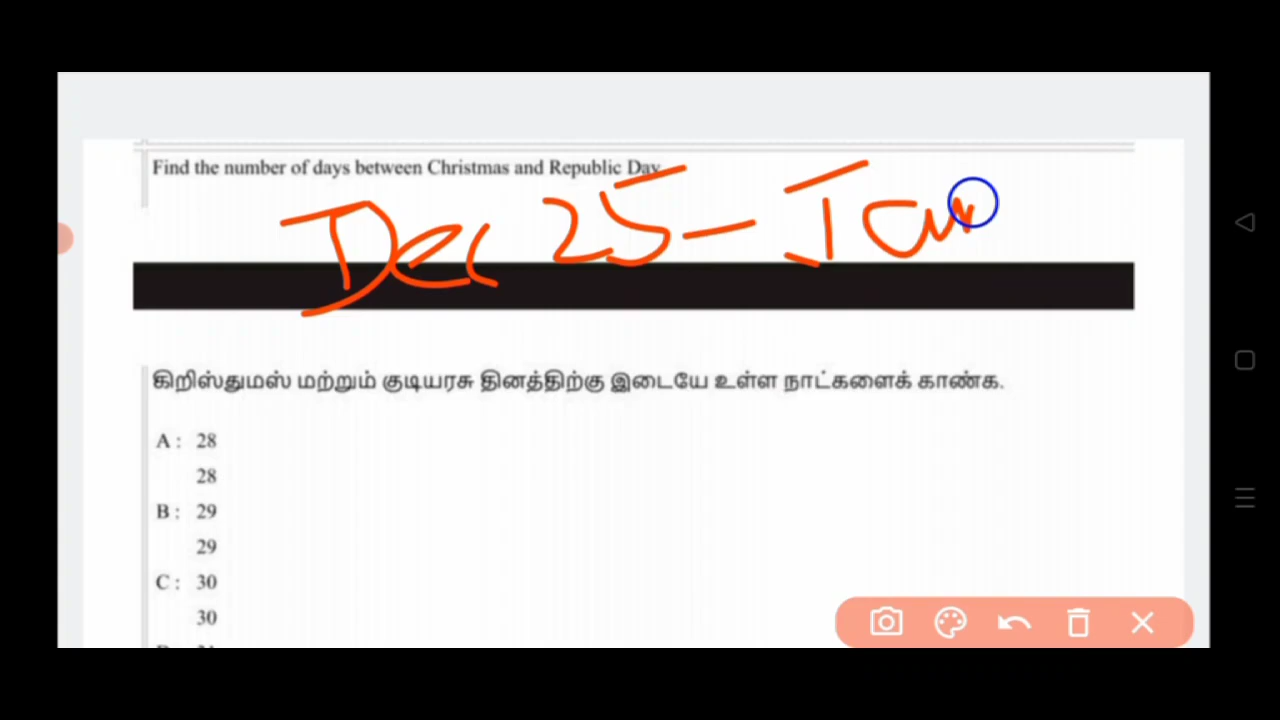 Find the number of days between Christmas and Republic Day
Dec 25 - Jan
கிறிஸ்துமஸ் மற்றும் குடியரசு தினத்திற்கு இடையே உள்ள நாட்களைக் காண்க.
A : 28
28
B : 29
29
C : 30
30